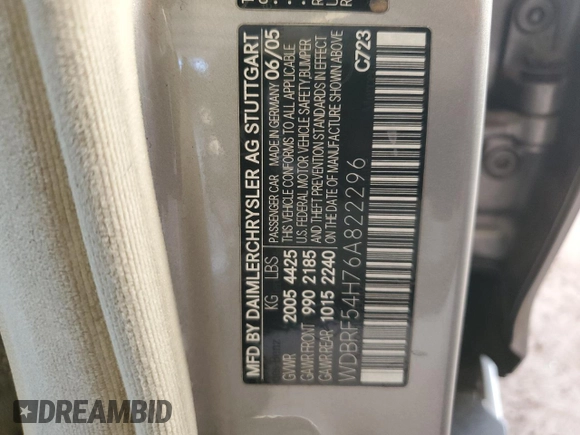 MFD BY DAIMLERCHRYSLER AG STUTTGART
PASSENGER CAR MADE IN GERMANY 06/05
KG LBS
GVWR 2005 4425
GAWR FRONT 990 2185
GAWR REAR 1015 2240
THIS VEHICLE CONFORMS TO ALL APPLICABLE
U.S. FEDERAL MOTOR VEHICLE SAFETY, BUMPER
AND THEFT PREVENTION STANDARDS IN EFFECT
ON THE DATE OF MANUFACTURE SHOWN ABOVE
WDBRF54H76A822296
C723
DREAMBID